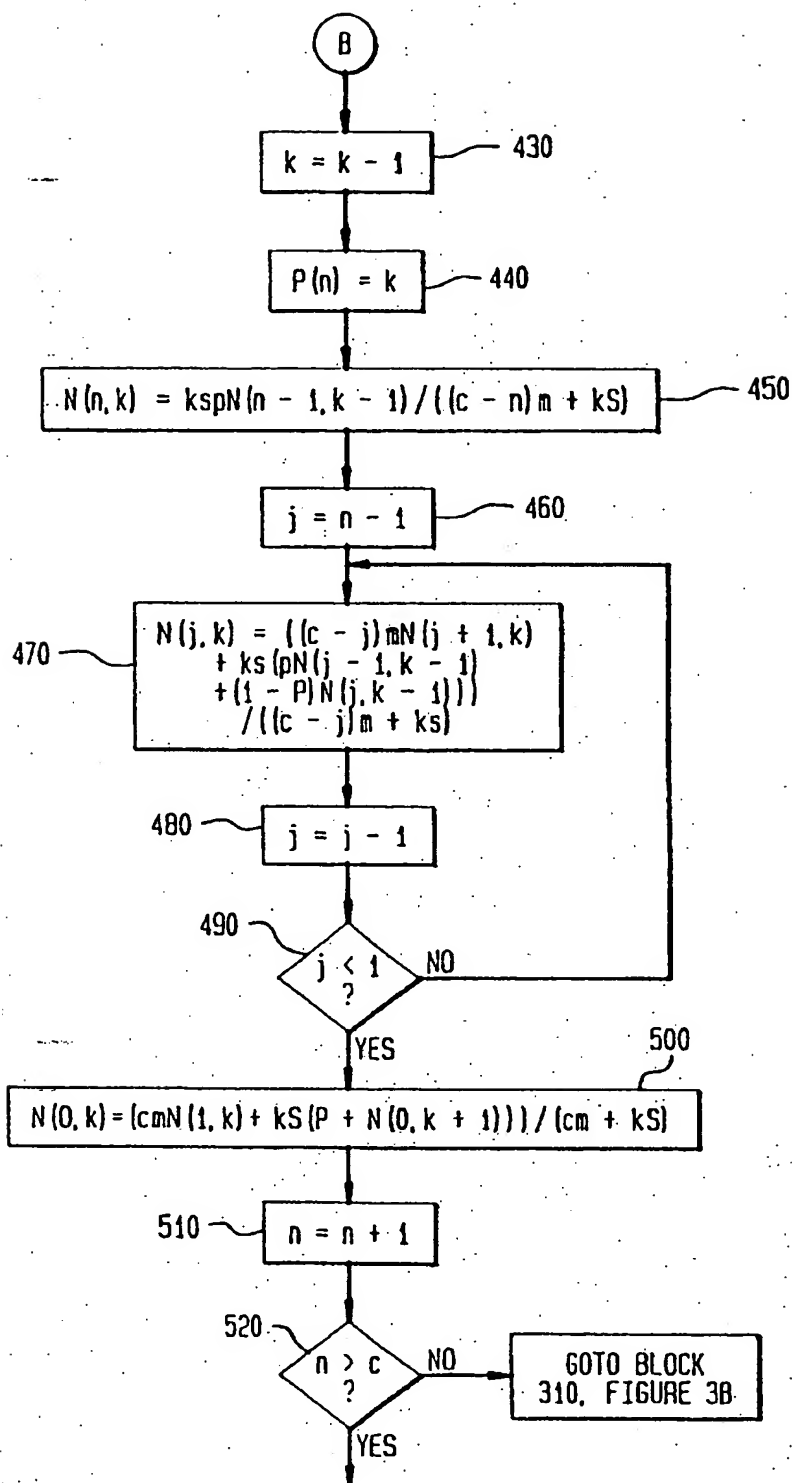 B
k = k - 1
430
P(n) = k
440
N(n,k) = kspN(n - 1,k - 1)/((c - n)m + kS)
450
j = n - 1
460
470
N(j,k) = ((c - j)mN(j + 1,k)
+ ks(pN(j - 1,k - 1)
+(1 - P)N(j,k - 1)))
/((c - j)m + ks)
480
j = j - 1
490
j < 1
?
NO
YES
500
N(0,k)=(cmN(1,k)+ kS(P + N(0,k + 1)))/(cm + kS)
510
n = n + 1
520
n > c
?
NO
GOTO BLOCK
310, FIGURE 3B
YES